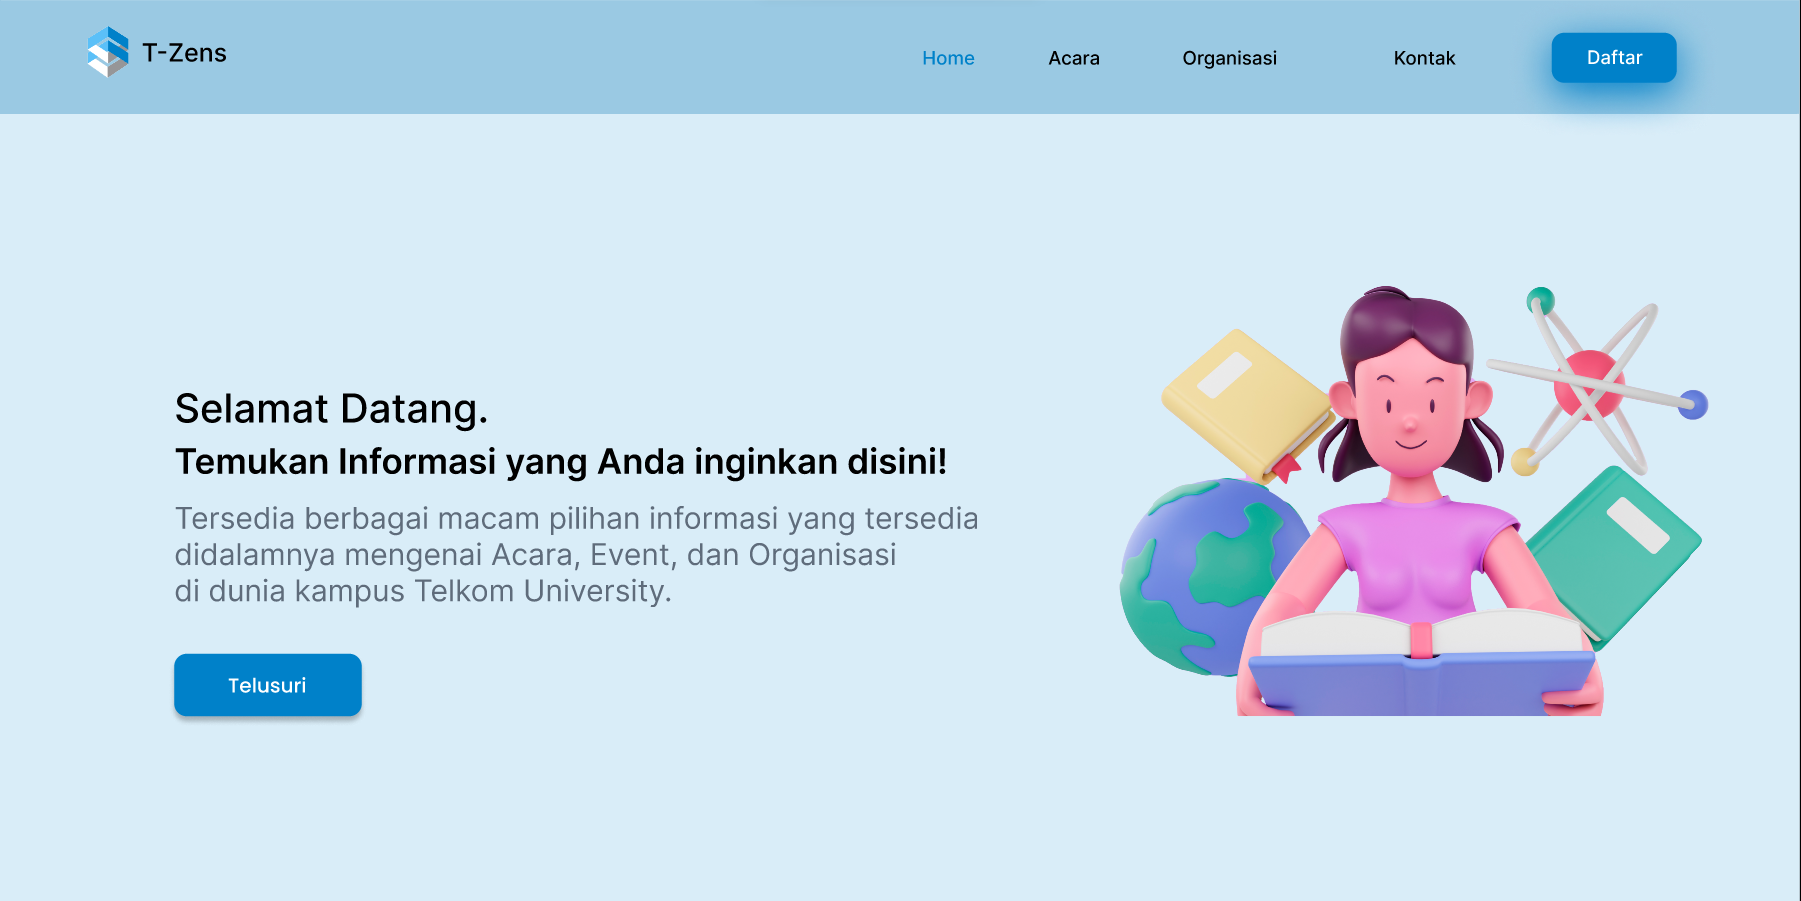 T-Zens
Home
Acara
Organisasi
Kontak
Daftar
Selamat Datang.
Temukan Informasi yang Anda inginkan disini!
Tersedia berbagai macam pilihan informasi yang tersedia
didalamnya mengenai Acara, Event, dan Organisasi
di dunia kampus Telkom University.
Telusuri